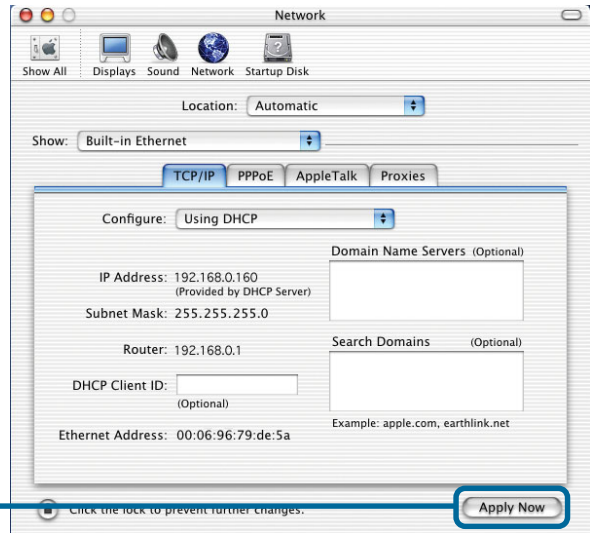 Network
Show All Displays Sound Network Startup Disk
Location: Automatic
Show: Built-in Ethernet
TCP/IP PPPoE AppleTalk Proxies
Configure: Using DHCP
Domain Name Servers (Optional)
IP Address: 192.168.0.160
(Provided by DHCP Server)
Subnet Mask: 255.255.255.0
Search Domains (Optional)
Router: 192.168.0.1
DHCP Client ID:
(Optional)
Example: apple.com, earthlink.net
Ethernet Address: 00:06:96:79:de:5a
Click the lock to prevent further changes.
Apply Now